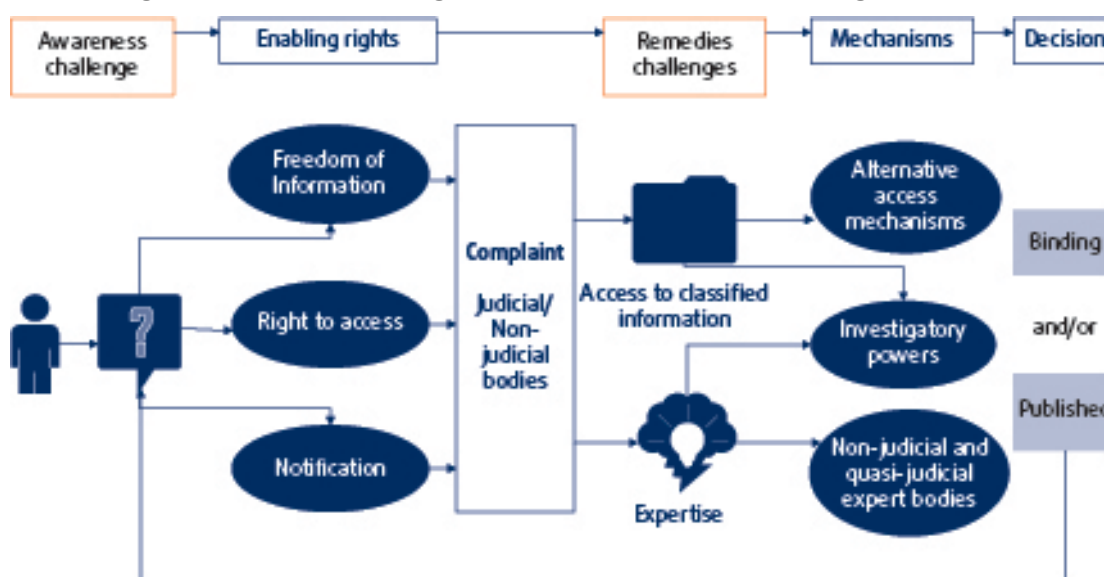 Awareness
challenge
Enabling rights
Remedies
challenges
Mechanisms
Decision
Freedom of
Information
Right to access
Notification
Complaint
Judicial/
Non-
judicial
bodies
Access to classified
information
Expertise
Alternative
access
mechanisms
Investigatory
powers
Non-judicial and
quasi-judicial
expert bodies
Binding
and/or
Published